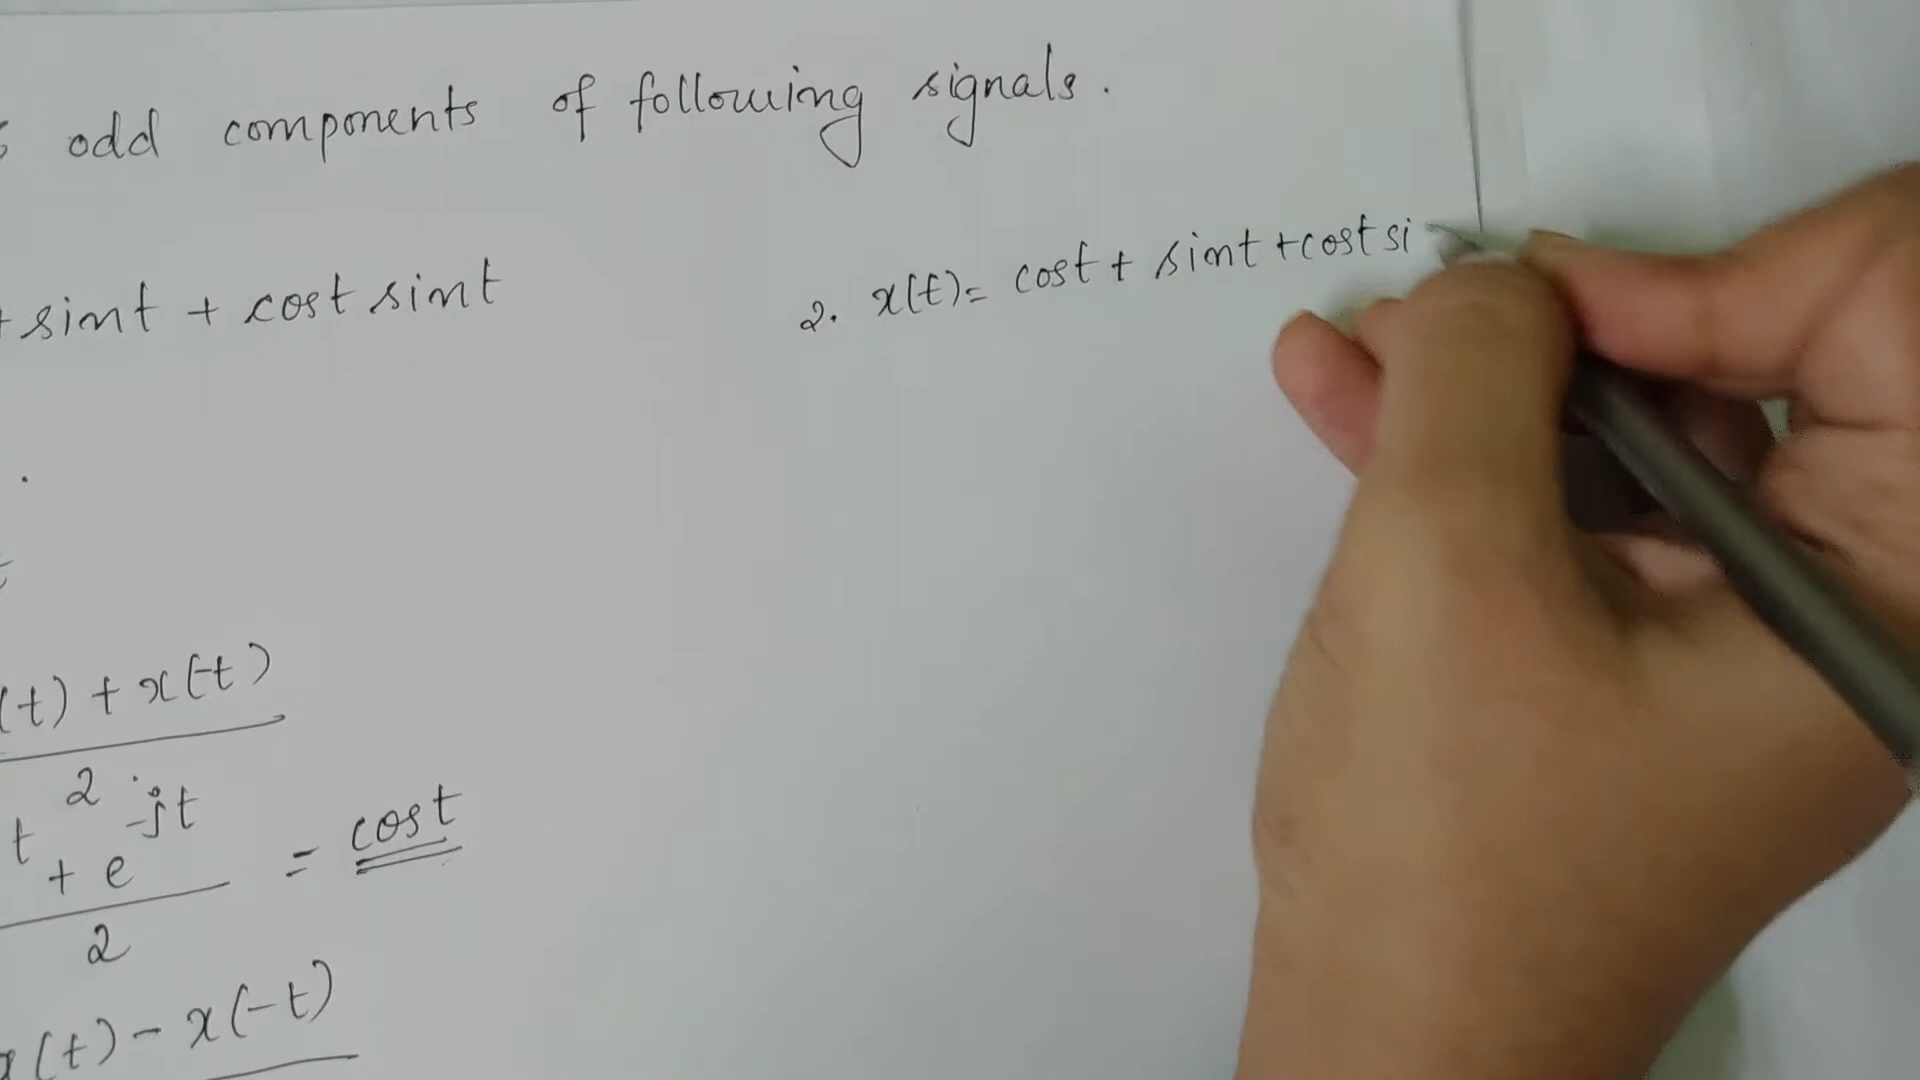 odd components of following signals.
+ sint + cost sint
2. x(t)= cost + sint + cost si
(t) + x(-t)
2
t + e^-jt = cost
2
x(t) - x(-t)